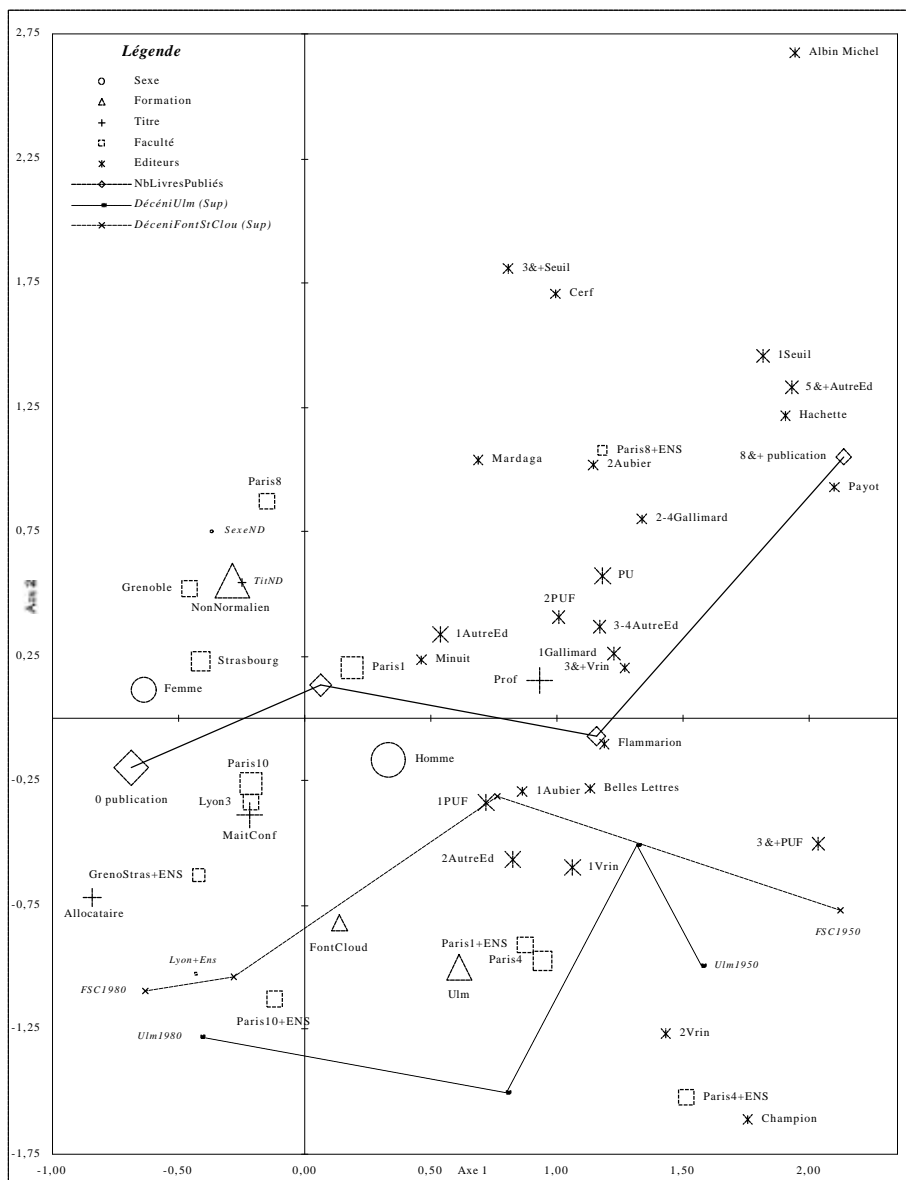 2,75
Légende
Sexe
Formation
Titre
Faculté
Editeurs
NbLivresPubliés
DécéniUlm (Sup)
DéceniFontStClou (Sup)
Albin Michel
2,25
3&+Seuil
1,75
Cerf
1Seuil
5&+AutreEd
1,25
Hachette
Paris8+ENS
8&+ publication
Mardaga
2Aubier
Paris8
Payot
2-4Gallimard
0,75
SexeND
PU
TitND
Grenoble
NonNormalien
2PUF
3-4AutreEd
1AutreEd
1Gallimard
0,25
Strasbourg
Minuit
Paris1
3&+Vrin
Prof
Femme
Axe 2
Flammarion
Homme
-0,25
Paris10
0 publication
Lyon3
1Aubier
Belles Lettres
1PUF
MaitConf
3&+PUF
2AutreEd
1Vrin
GrenoStras+ENS
-0,75
Allocataire
FSC1950
FontCloud
Paris1+ENS
Paris4
Lyon+Ens
Ulm1950
Ulm
FSC1980
Paris10+ENS
-1,25
Ulm1980
2Vrin
Paris4+ENS
Champion
-1,75
-1,00 -0,50 0,00 0,50 Axe 1 1,00 1,50 2,00